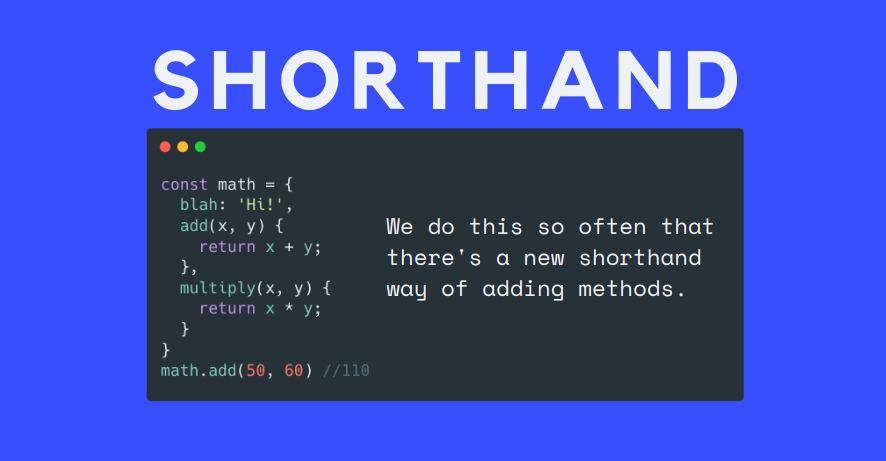 SHORTHAND
const math = {
  blah: 'Hi!',
  add(x, y) {
    return x + y;
  },
  multiply(x, y) {
    return x * y;
  }
}
math.add(50, 60) //110
We do this so often that
there's a new shorthand
way of adding methods.